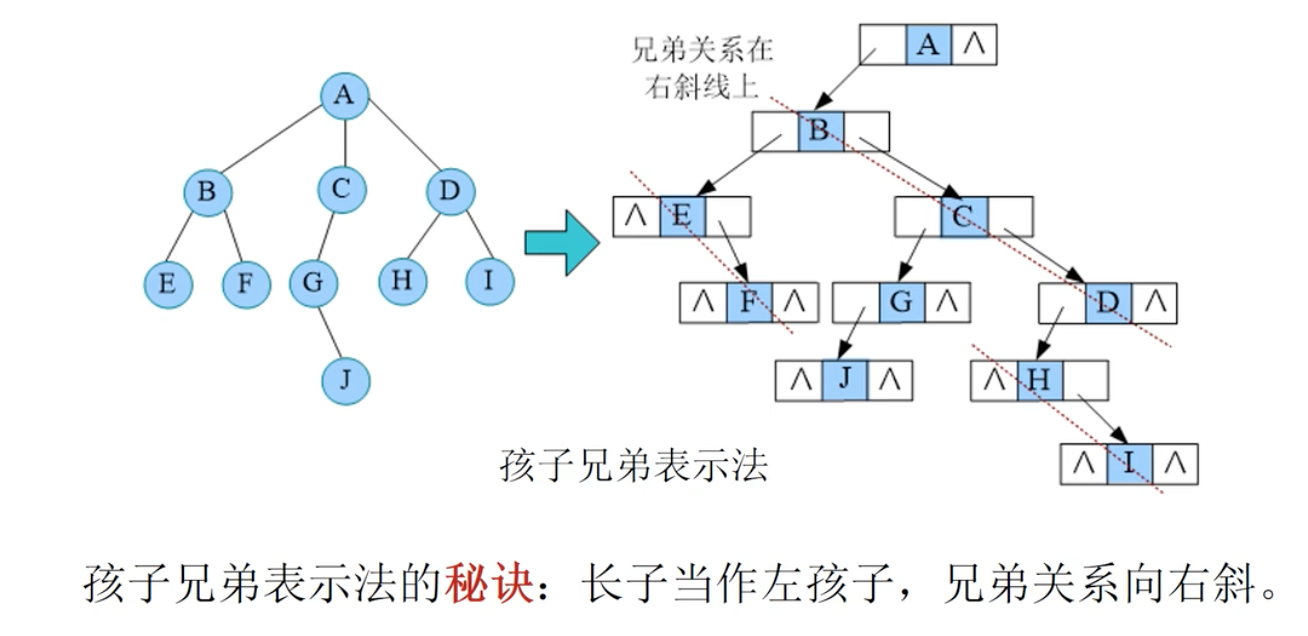 兄弟关系在
右斜线上
A ∧
A
B
B C D
∧ E
C
E F G H I
∧ F ∧
G ∧
D ∧
J
∧ J ∧
∧ H
∧ I ∧
孩子兄弟表示法
孩子兄弟表示法的秘诀：长子当作左孩子，兄弟关系向右斜。